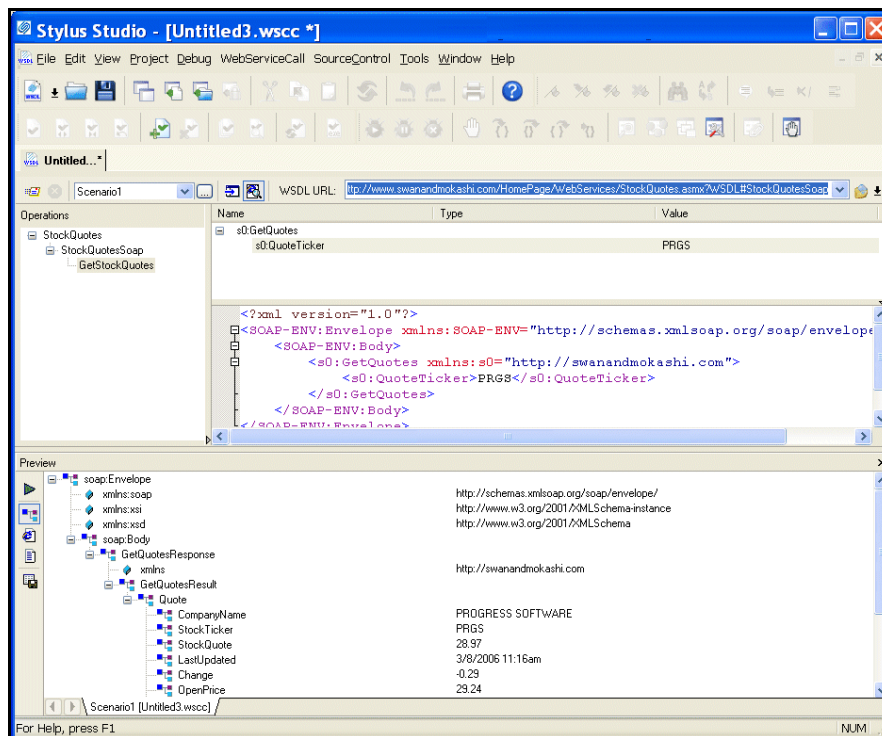 Stylus Studio - [Untitled3.wscc *]
File Edit View Project Debug WebServiceCall SourceControl Tools Window Help
Untitled...*
Scenario1 ... WSDL URL: ttp://www.swanandmokashi.com/HomePage/WebServices/StockQuotes.asmx?WSDL#StockQuotesSoap
Operations
StockQuotes
StockQuotesSoap
GetStockQuotes
Name Type Value
s0:GetQuotes
s0:QuoteTicker PRGS
<?xml version="1.0"?>
<SOAP-ENV:Envelope xmlns:SOAP-ENV="http://schemas.xmlsoap.org/soap/envelope
<SOAP-ENV:Body>
<s0:GetQuotes xmlns:s0="http://swanandmokashi.com">
<s0:QuoteTicker>PRGS</s0:QuoteTicker>
</s0:GetQuotes>
</SOAP-ENV:Body>
</SOAP-ENV:Envelope>
Preview
soap:Envelope
xmlns:soap http://schemas.xmlsoap.org/soap/envelope/
xmlns:xsi http://www.w3.org/2001/XMLSchema-instance
xmlns:xsd http://www.w3.org/2001/XMLSchema
soap:Body
GetQuotesResponse
xmlns http://swanandmokashi.com
GetQuotesResult
Quote
CompanyName PROGRESS SOFTWARE
StockTicker PRGS
StockQuote 28.97
LastUpdated 3/8/2006 11:16am
Change -0.29
OpenPrice 29.24
Scenario1 [Untitled3.wscc]
For Help, press F1 NUM